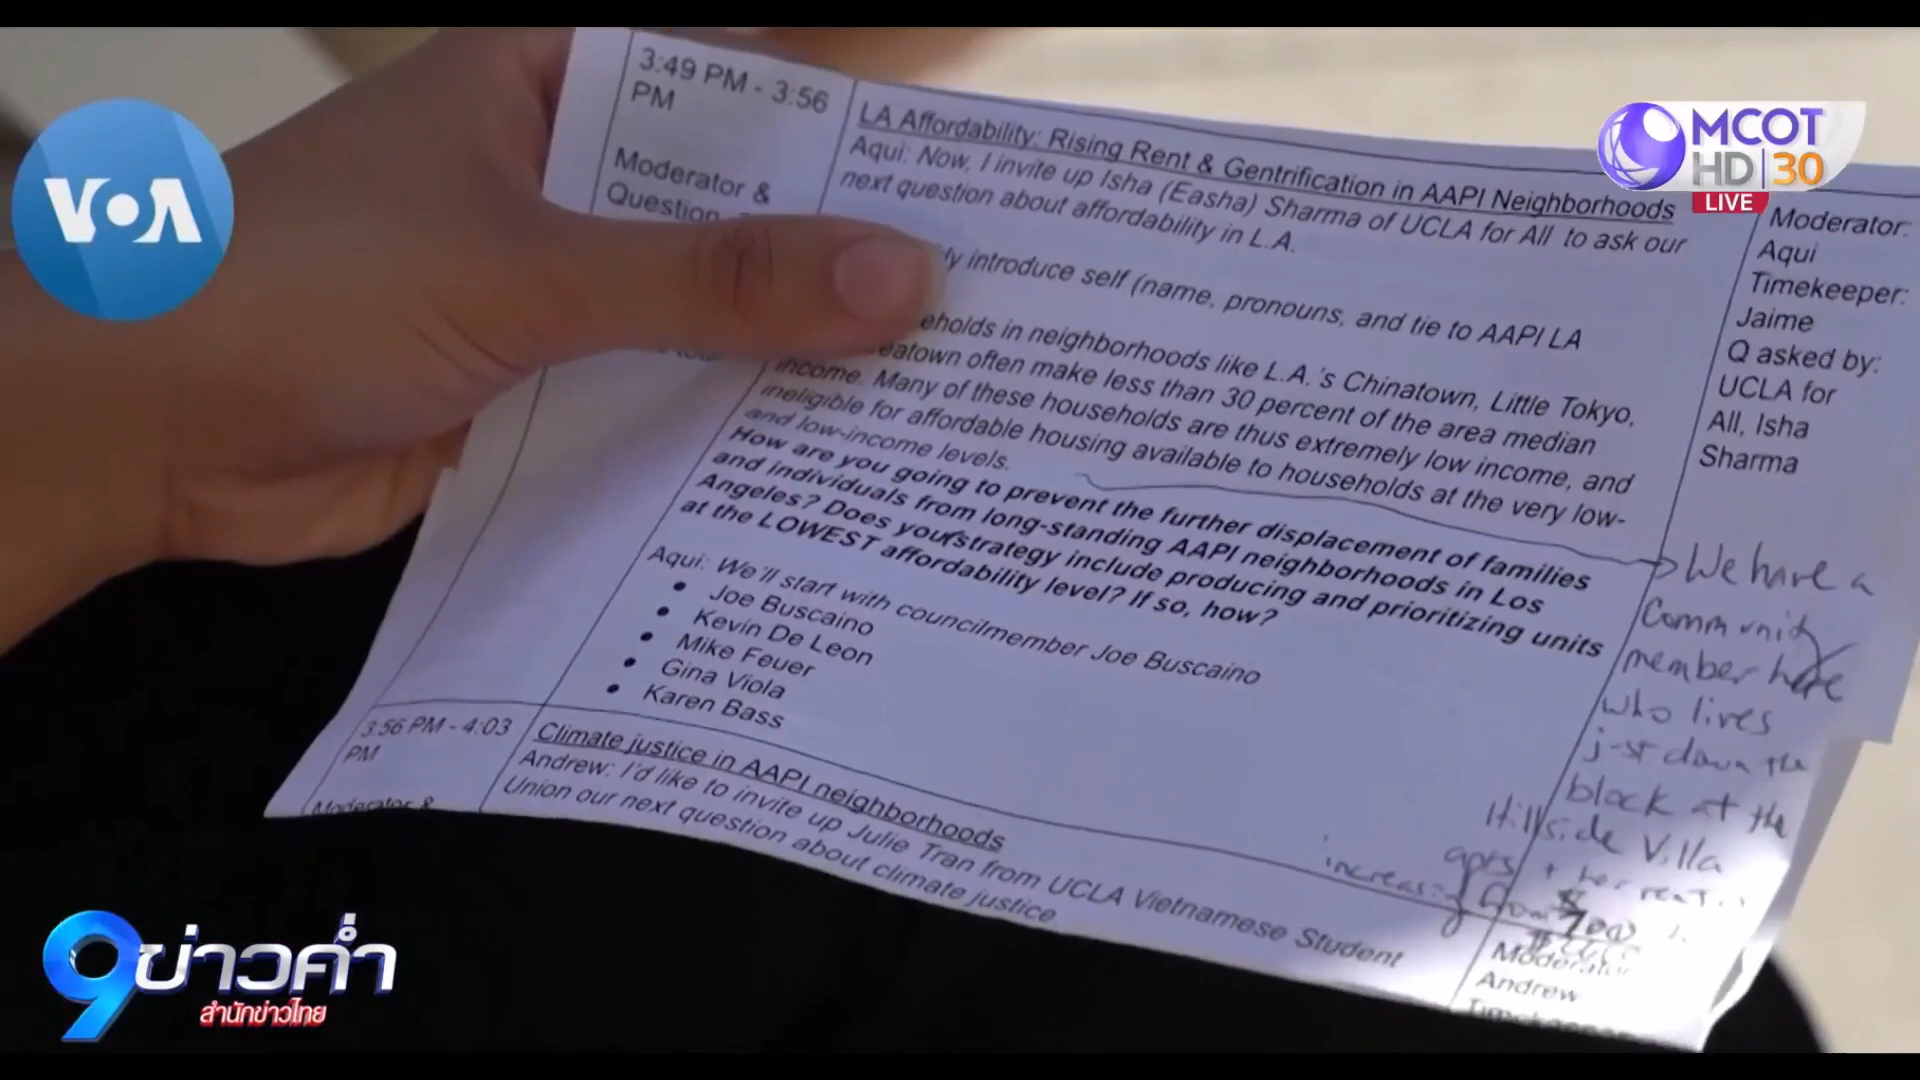 VOA
MCOT
HD 30
LIVE
3:49 PM - 3:56
PM
Moderator &
Question
LA Affordability: Rising Rent & Gentrification in AAPI Neighborhoods
Aqui: Now, I invite up Isha (Easha) Sharma of UCLA for All to ask our
next question about affordability in L.A.
introduce self (name, pronouns, and tie to AAPI LA
in neighborhoods like L.A.'s Chinatown, Little Tokyo,
often make less than 30 percent of the area median
income. Many of these households are thus extremely low income, and
ineligible for affordable housing available to households at the very low-
and low-income levels.
How are you going to prevent the further displacement of families
and individuals from long-standing AAPI neighborhoods in Los
Angeles? Does your strategy include producing and prioritizing units
at the LOWEST affordability level? If so, how?
Aqui: We'll start with councilmember Joe Buscaino
• Joe Buscaino
• Kevin De Leon
• Mike Feuer
• Gina Viola
• Karen Bass
Moderator:
Aqui
Timekeeper:
Jaime
Q asked by:
UCLA for
All, Isha
Sharma
We have a
community
member here
who lives
just down the
block at the
Hillside Villa
apts + her rent
increasing from
3:56 PM - 4:03
PM
Moderator &
Climate justice in AAPI neighborhoods
Andrew: I'd like to invite up Julie Tran from UCLA Vietnamese Student
Union our next question about climate justice.
Moderator
Andrew
Timekeeper
9ข่าวค่ำ
สำนักข่าวไทย